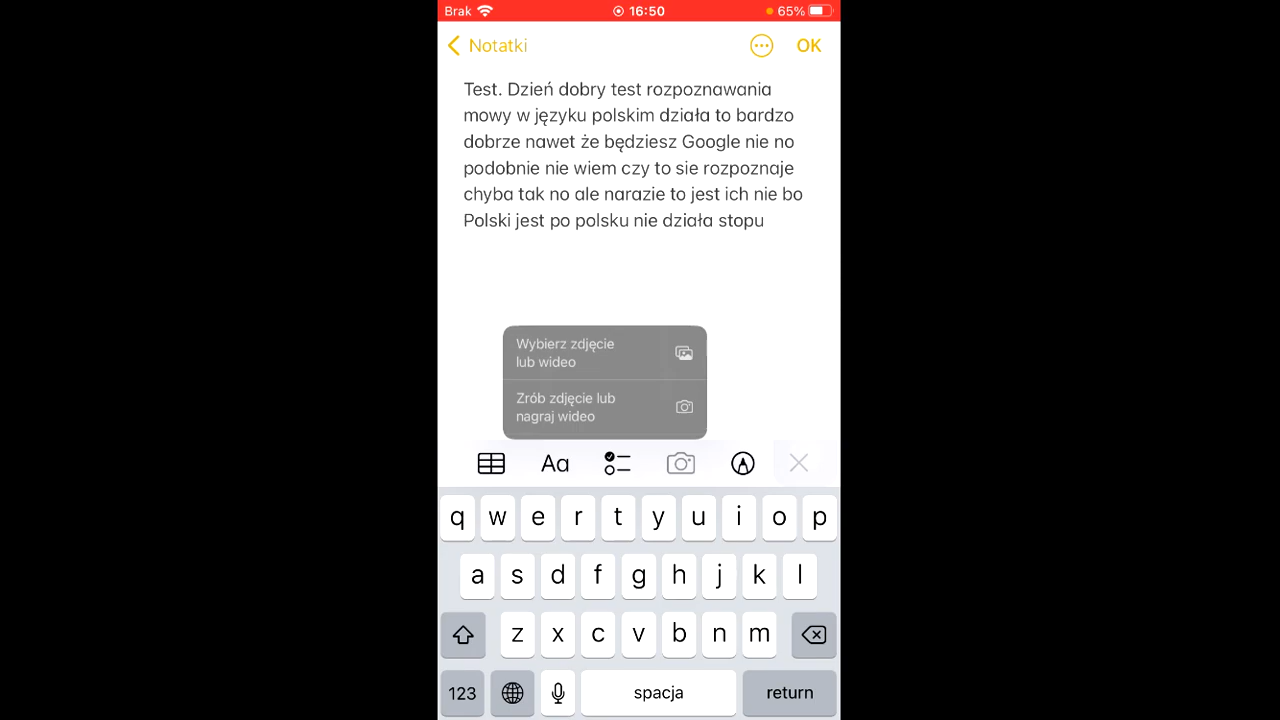 Brak 16:50 65%
Notatki OK
Test. Dzień dobry test rozpoznawania
mowy w języku polskim działa to bardzo
dobrze nawet że będziesz Google nie no
podobnie nie wiem czy to sie rozpoznaje
chyba tak no ale narazie to jest ich nie bo
Polski jest po polsku nie działa stopu
Wybierz zdjęcie
lub wideo
Zrób zdjęcie lub
nagraj wideo
Aa
q w e r t y u i o p
a s d f g h j k l
z x c v b n m
123 spacja return